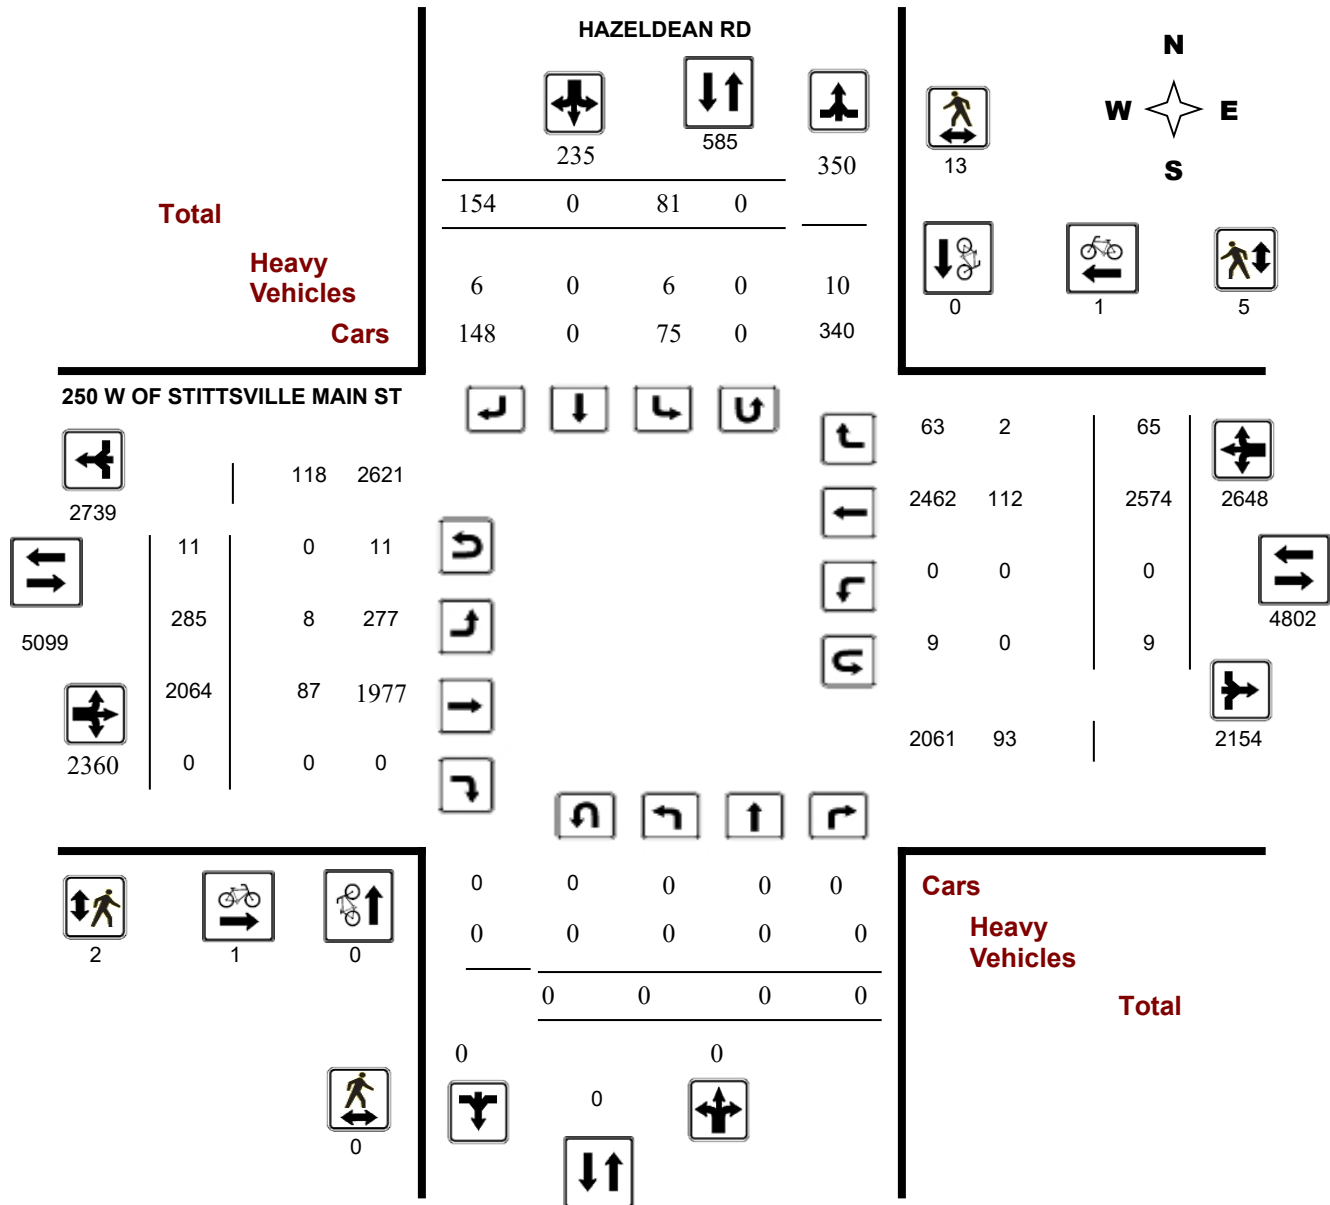 HAZELDEAN RD
N
W E
S
235
585
350
13
Total
154 0 81 0
Heavy
Vehicles
6 0 6 0 10
Cars
148 0 75 0 340
0 1 5
250 W OF STITTSVILLE MAIN ST
63 2 65
118 2621
2739
2462 112 2574 2648
11 0 11
0 0 0
285 8 277
4802
5099
9 0 9
2064 87 1977
2061 93 2154
2360 0 0 0
0 0 0 0 0
Cars
0 0 0 0 0
Heavy
Vehicles
2 1 0
0 0 0 0
Total
0 0
0
0